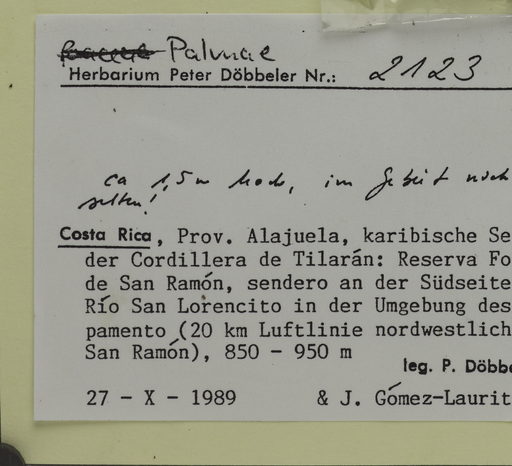 Palmae
Herbarium Peter Döbbeler Nr.: 2123
ca 1,5 m hoch, im Gebiet noch
selten!
Costa Rica, Prov. Alajuela, karibische Se
der Cordillera de Tilarán: Reserva Fo
de San Ramón, sendero an der Südseite
Río San Lorencito in der Umgebung des
pamento (20 km Luftlinie nordwestlich
San Ramón), 850 - 950 m
leg. P. Döbbe
27 - X - 1989 & J. Gómez-Laurit